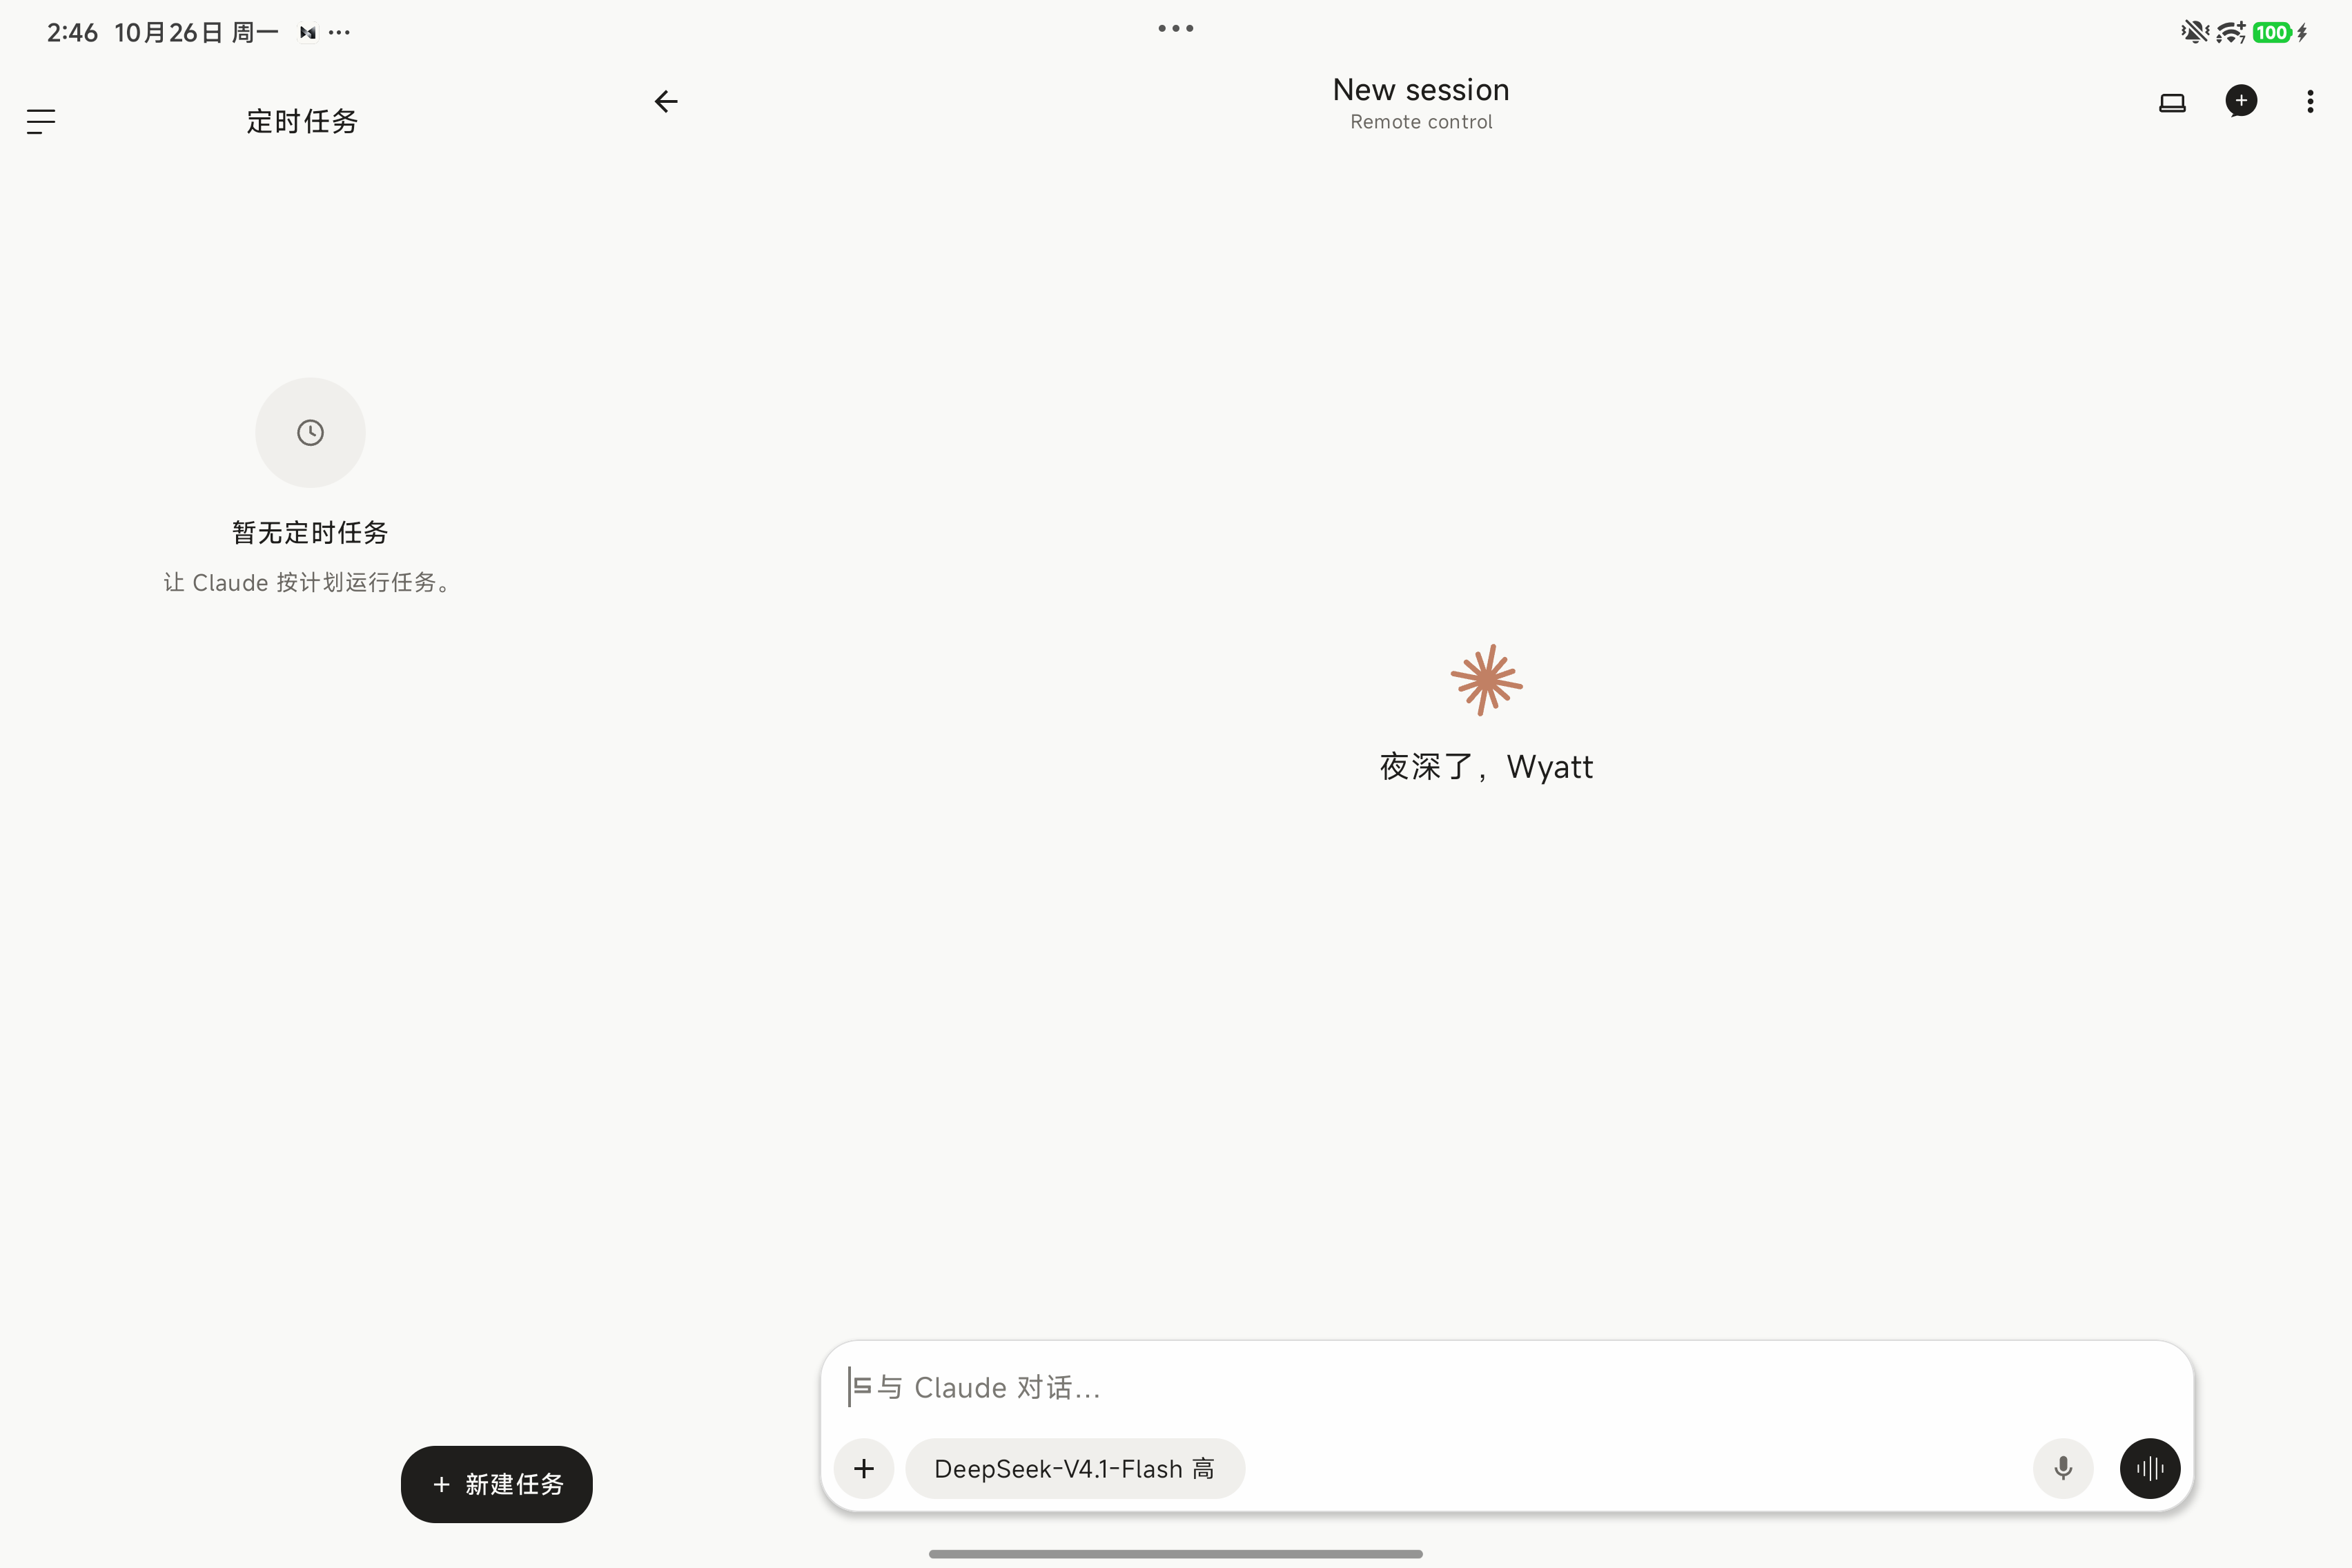 2:46 10月26日 周一
100
定时任务
New session
Remote control
暂无定时任务
让 Claude 按计划运行任务。
夜深了，Wyatt
与 Claude 对话...
DeepSeek-V4.1-Flash 高
+ 新建任务